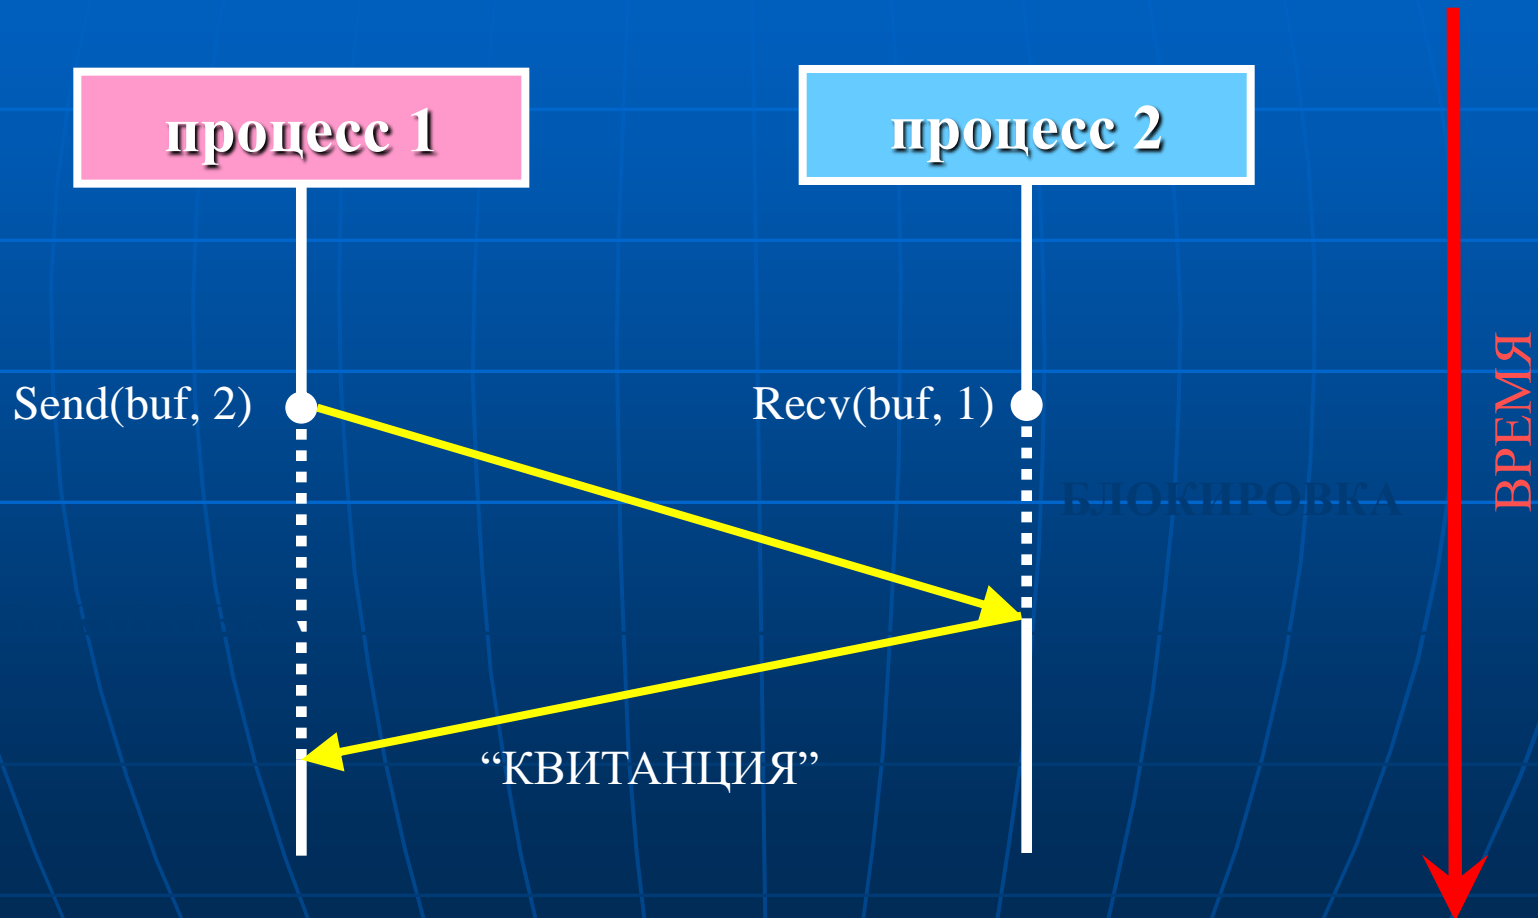 процесс 1
процесс 2
Send(buf, 2)
Recv(buf, 1)
БЛОКИРОВКА
“КВИТАНЦИЯ”
ВРЕМЯ